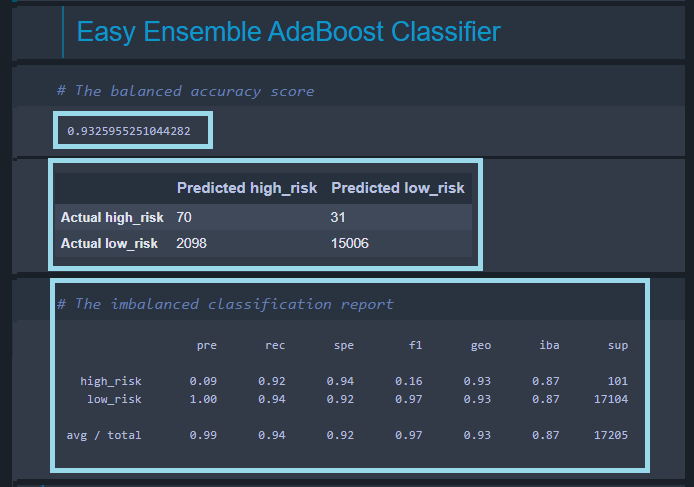 Easy Ensemble AdaBoost Classifier
# The balanced accuracy score
0.9325955251044282
Predicted high_risk Predicted low_risk
Actual high_risk 70 31
Actual low_risk 2098 15006
# The imbalanced classification report
pre rec spe f1 geo iba sup
high_risk 0.09 0.92 0.94 0.16 0.93 0.87 101
low_risk 1.00 0.94 0.92 0.97 0.93 0.87 17104
avg / total 0.99 0.94 0.92 0.97 0.93 0.87 17205